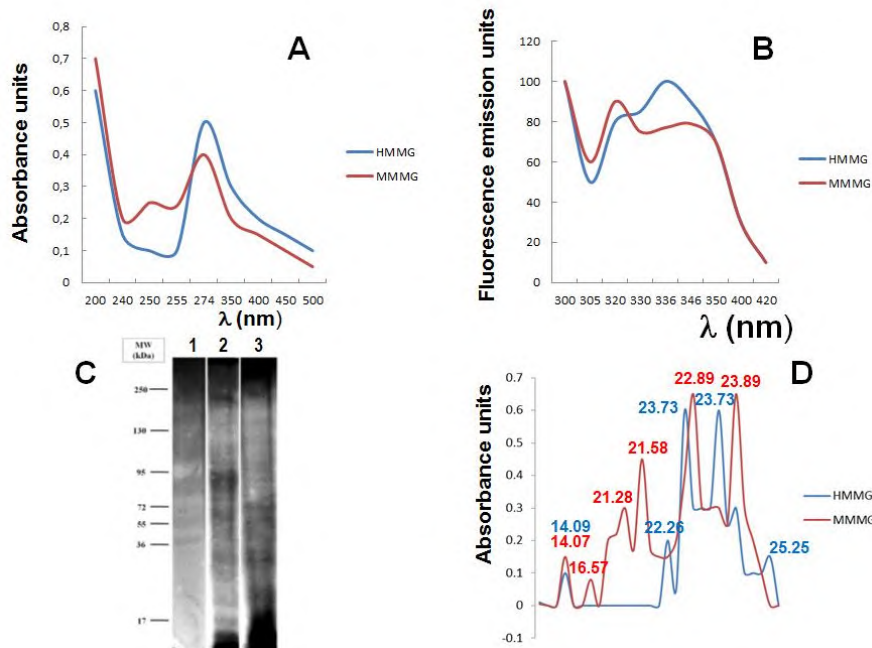 A
Absorbance units
0,8
0,7
0,6
0,5
0,4
0,3
0,2
0,1
0
200 240 250 255 274 350 400 450 500
λ (nm)
HMMG
MMMG
B
Fluorescence emission units
120
100
80
60
40
20
0
300 305 320 330 336 346 350 400 420
λ (nm)
HMMG
MMMG
C
MW
(kDa)
1 2 3
250
130
95
72
55
36
17
D
Absorbance units
0.7
0.6
0.5
0.4
0.3
0.2
0.1
0
-0.1
14.09
14.07
16.57
21.28
21.58
22.26
23.73
22.89
23.73
23.89
25.25
HMMG
MMMG